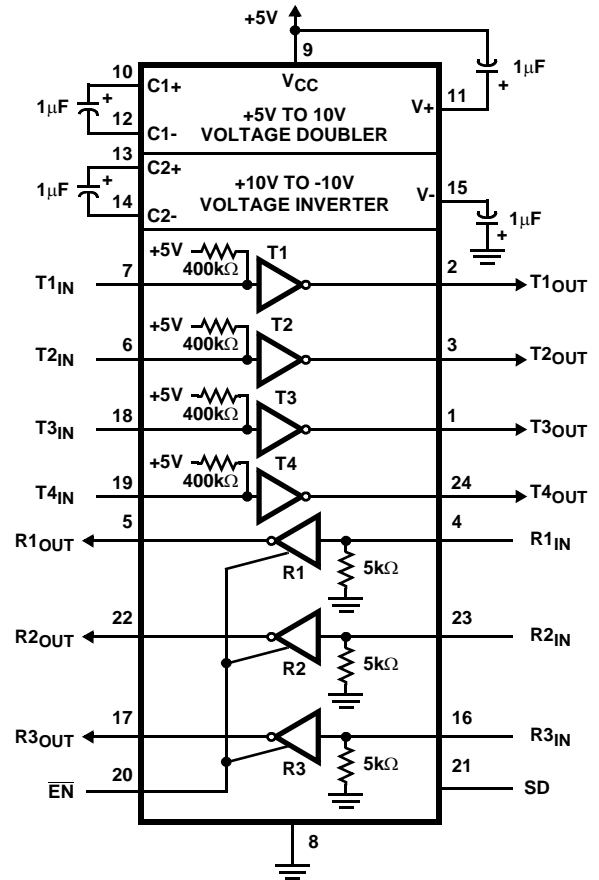 +5V
9
10
C1+
VCC
1μF
+
1μF
+
V+
11
12
C1-
+5V TO 10V
VOLTAGE DOUBLER
13
C2+
1μF
+
14
C2-
+10V TO -10V
VOLTAGE INVERTER
V-
15
1μF
+
+5V
400kΩ
T1
T1IN
7
2
T1OUT
+5V
400kΩ
T2
T2IN
6
3
T2OUT
+5V
400kΩ
T3
T3IN
18
1
T3OUT
+5V
400kΩ
T4
T4IN
19
24
T4OUT
R1OUT
5
4
R1IN
R1
5kΩ
R2OUT
22
23
R2IN
R2
5kΩ
R3OUT
17
16
R3IN
R3
5kΩ
EN
20
21
SD
8